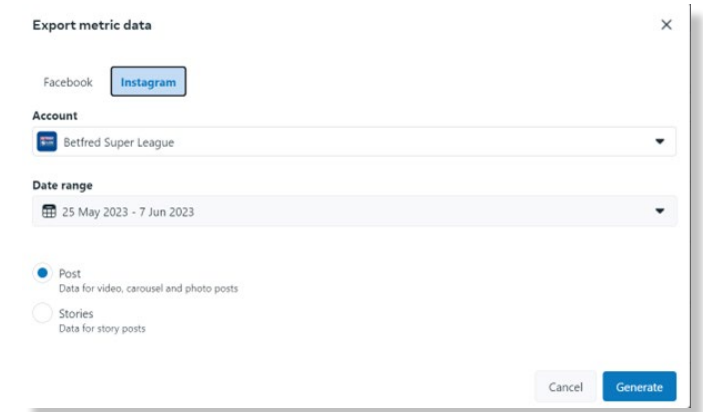 Export metric data
Facebook Instagram
Account
Betfred Super League
Date range
25 May 2023 - 7 Jun 2023
Post
Data for video, carousel and photo posts
Stories
Data for story posts
Cancel Generate